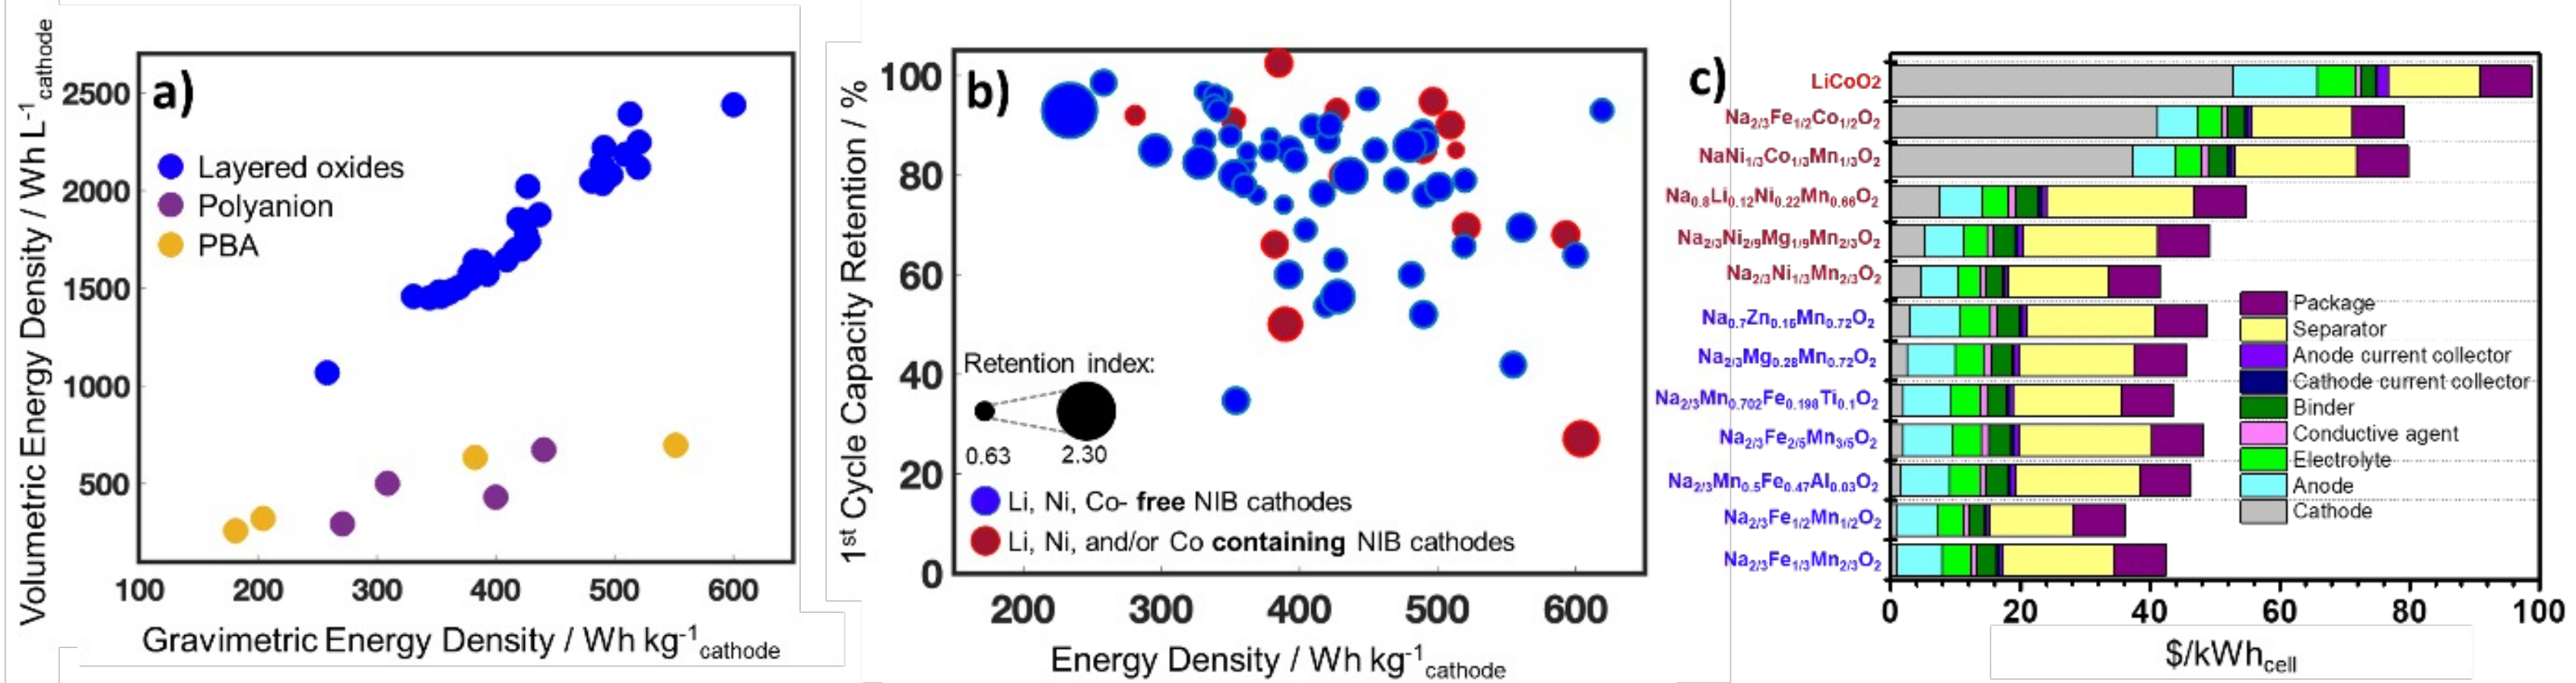 a)
Volumetric Energy Density / Wh L⁻¹cathode
2500
2000
1500
1000
500
Layered oxides
Polyanion
PBA
100 200 300 400 500 600
Gravimetric Energy Density / Wh kg⁻¹cathode
b)
1st Cycle Capacity Retention / %
100
80
60
40
20
0
Retention index:
0.63 2.30
Li, Ni, Co- free NIB cathodes
Li, Ni, and/or Co containing NIB cathodes
200 300 400 500 600
Energy Density / Wh kg⁻¹cathode
c)
LiCoO2
Na2/3Fe1/2Co1/2O2
NaNi1/3Co1/3Mn1/3O2
Na0.8Li0.12Ni0.22Mn0.66O2
Na2/3Ni2/9Mg1/9Mn2/3O2
Na2/3Ni1/3Mn2/3O2
Na0.7Zn0.15Mn0.72O2
Na2/3Mg0.28Mn0.72O2
Na2/3Mn0.702Fe0.198Ti0.1O2
Na2/3Fe2/5Mn3/5O2
Na2/3Mn0.5Fe0.47Al0.03O2
Na2/3Fe1/2Mn1/2O2
Na2/3Fe1/3Mn2/3O2
Package
Separator
Anode current collector
Cathode current collector
Binder
Conductive agent
Electrolyte
Anode
Cathode
0 20 40 60 80 100
$/kWhcell